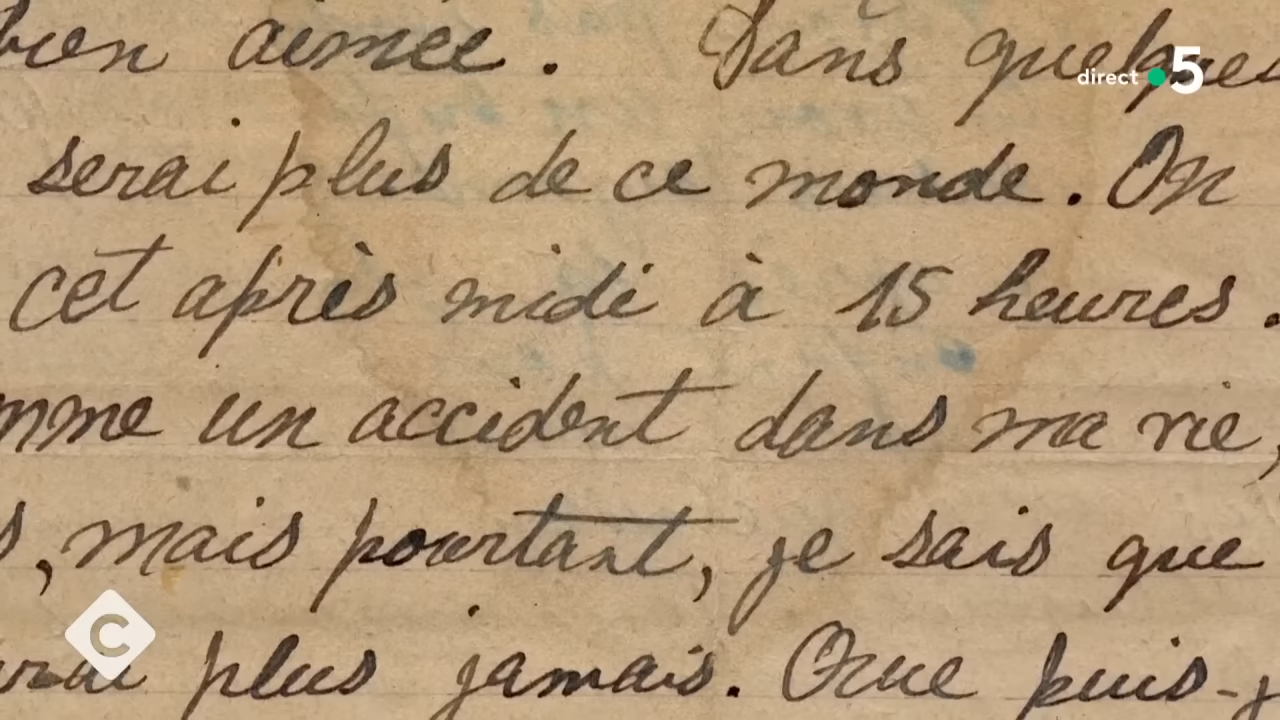 bien aimée. Dans quelques
direct 5
serai plus de ce monde. On
cet après midi à 15 heures.
mme un accident dans ma vie,
s, mais pourtant, je sais que
C
rai plus jamais. Que puis-j